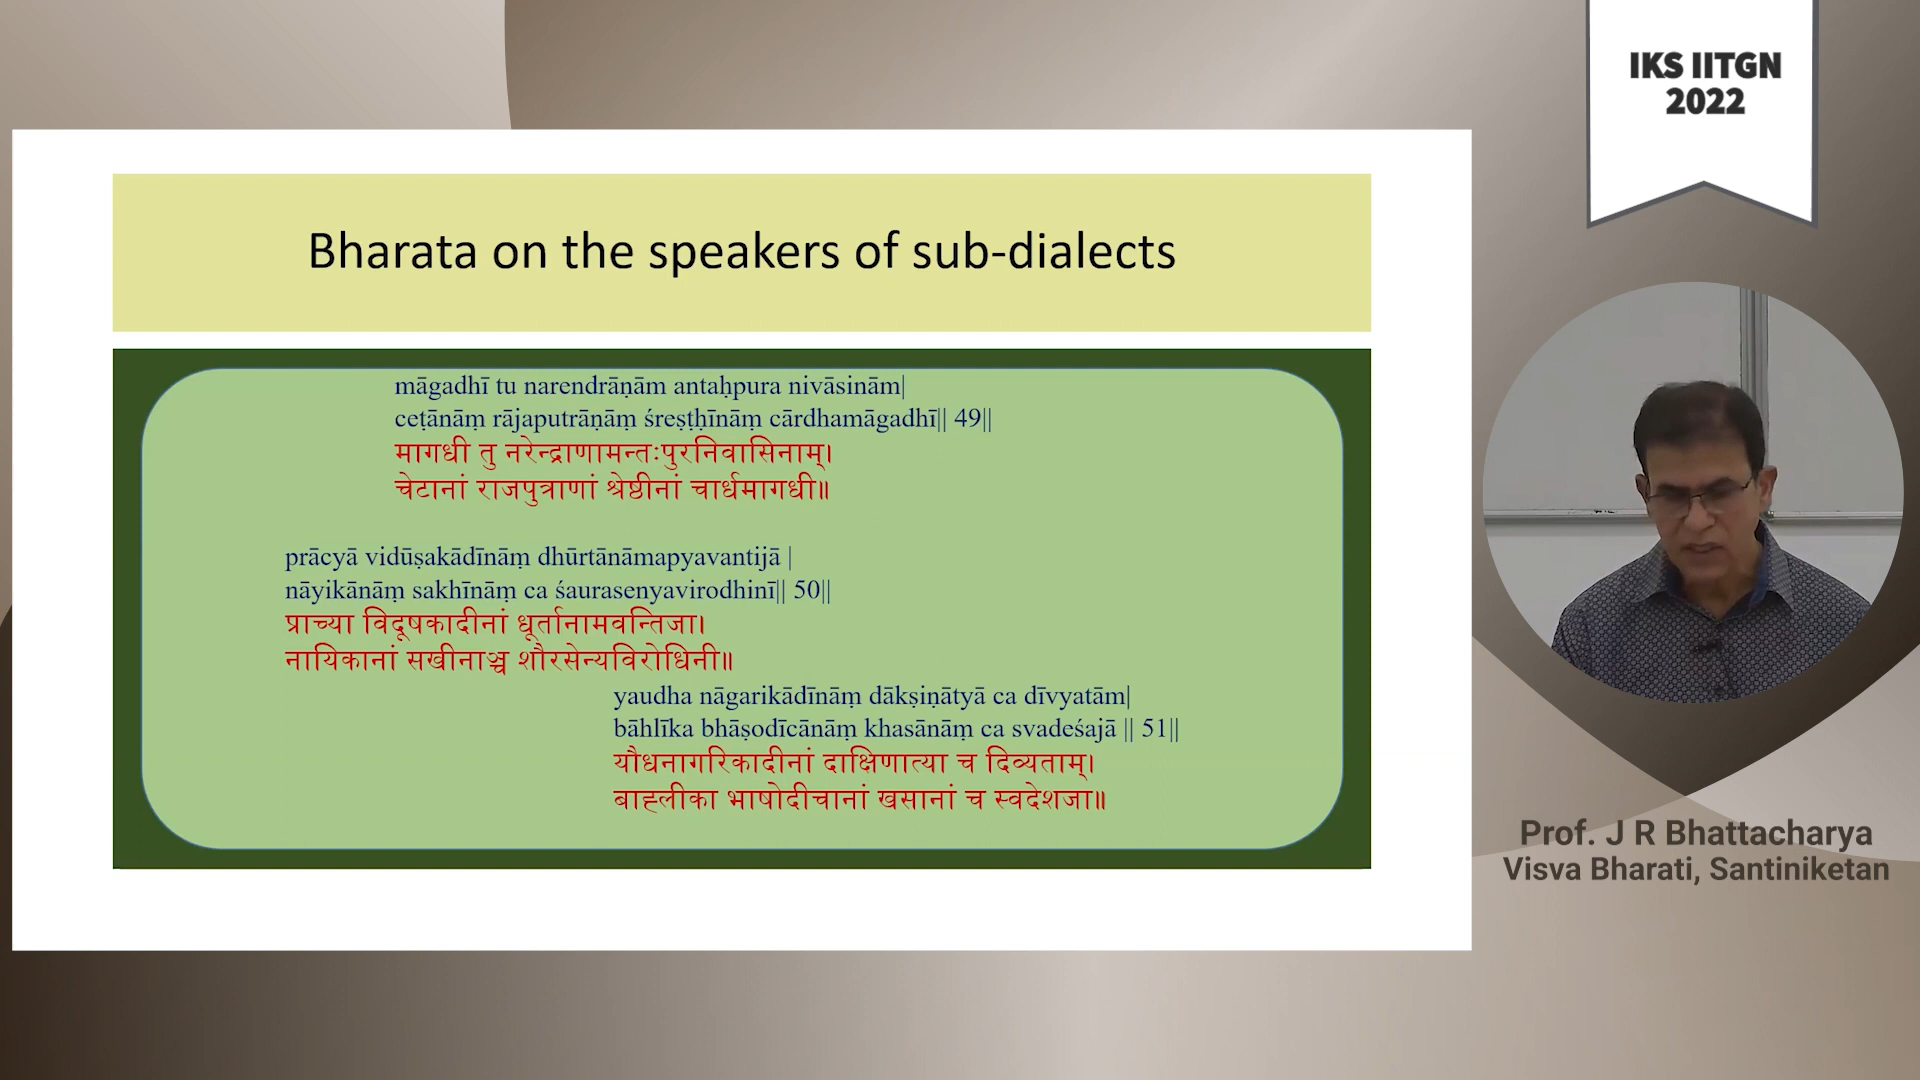 IKS IITGN
2022
Bharata on the speakers of sub-dialects
māgadhī tu narendrāṇām antaḥpura nivāsinām|
ceṭānāṃ rājaputrāṇāṃ śreṣṭhīnāṃ cārdhamāgadhī|| 49||
मागधी तु नरेन्द्राणामन्तःपुरनिवासिनाम्।
चेटानां राजपुत्राणां श्रेष्ठीनां चार्धमागधी॥
prācyā vidūṣakādīnāṃ dhūrtānāmapyavantijā |
nāyikānāṃ sakhīnāṃ ca śaurasenyavirodhinī|| 50||
प्राच्या विदूषकादीनां धूर्तानामवन्तिजा।
नायिकानां सखीनाञ्च शौरसेन्यविरोधिनी॥
yaudha nāgarikādīnāṃ dākṣiṇātyā ca dīvyatām|
bāhlīka bhāṣodīcānāṃ khasānāṃ ca svadeśajā || 51||
यौधनागरिकादीनां दाक्षिणात्या च दिव्यताम्।
बाह्लीका भाषोदीचानां खसानां च स्वदेशजा॥
Prof. J R Bhattacharya
Visva Bharati, Santiniketan